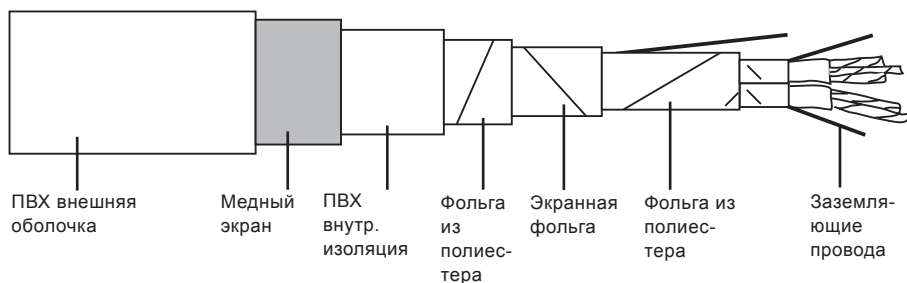 ПВХ внешняя
оболочка
Медный
экран
ПВХ
внутр.
изоляция
Фольга
из
полиес-
тера
Экранная
фольга
Фольга из
полиес-
тера
Заземля-
ющие
провода